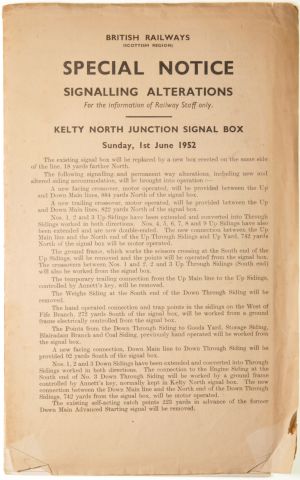 BRITISH RAILWAYS
(SCOTTISH REGION)
SPECIAL NOTICE
SIGNALLING ALTERATIONS
For the information of Railway Staff only.
KELTY NORTH JUNCTION SIGNAL BOX
Sunday, 1st June 1952
The existing signal box will be replaced by a new box erected on the same side
of the line, 18 yards farther North.
The following signalling and permanent way alterations, including new and
altered siding accommodation, will be brought into operation:—
A new facing crossover, motor operated, will be provided between the Up
and Down Main lines, 884 yards North of the signal box.
A new trailing crossover, motor operated, will be provided between the Up
and Down Main lines, 822 yards North of the signal box.
Nos. 1, 2 and 3 Up Sidings have been extended and converted into Through
Sidings worked in both directions. Nos. 4, 5, 6, 7, 8 and 9 Up Sidings have also
been extended and are now double-ended. The new connection between the Up
Main line and the North end of the Through Sidings and Up Yard, 742 yards
North of the signal box will be motor operated.
The ground frame, which works the scissors crossing at the South end of the
Up Sidings, will be removed and the points will be operated from the signal box.
The crossovers between Nos. 1 and 2, 2 and 3 Up Through Sidings (South end)
will also be worked from the signal box.
The temporary trailing connection from the Up Main line to the Up Sidings,
controlled by Annett's key, will be removed.
The Weighs Siding at the South end of the Down Through Siding will be
removed.
The hand operated connection and trap points in the sidings on the West of
Fife Branch, 272 yards South of the signal box, will be worked from a ground
frame electrically controlled from the signal box.
The Points from the Down Through Siding to Goods Yard, Storage Siding,
Blairadam Branch and Coal Siding, previously hand operated will be worked from
the signal box.
A new facing connection, Down Main line to Down Through Siding will be
provided 62 yards South of the signal box.
Nos. 1, 2 and 3 Down Sidings have been extended and converted into Through
Sidings worked in both directions. The connection to the Engine Siding at the
South end of No. 3 Down Through Siding will be worked by a ground frame
controlled by Annett's key, normally kept in Kelty North signal box. The new
connection between the Down Main line and the North end of the Down Through
Sidings, 742 yards from the signal box, will be motor operated.
The existing self-acting catch points 223 yards in advance of the former
Down Main Advanced Starting signal will be removed.